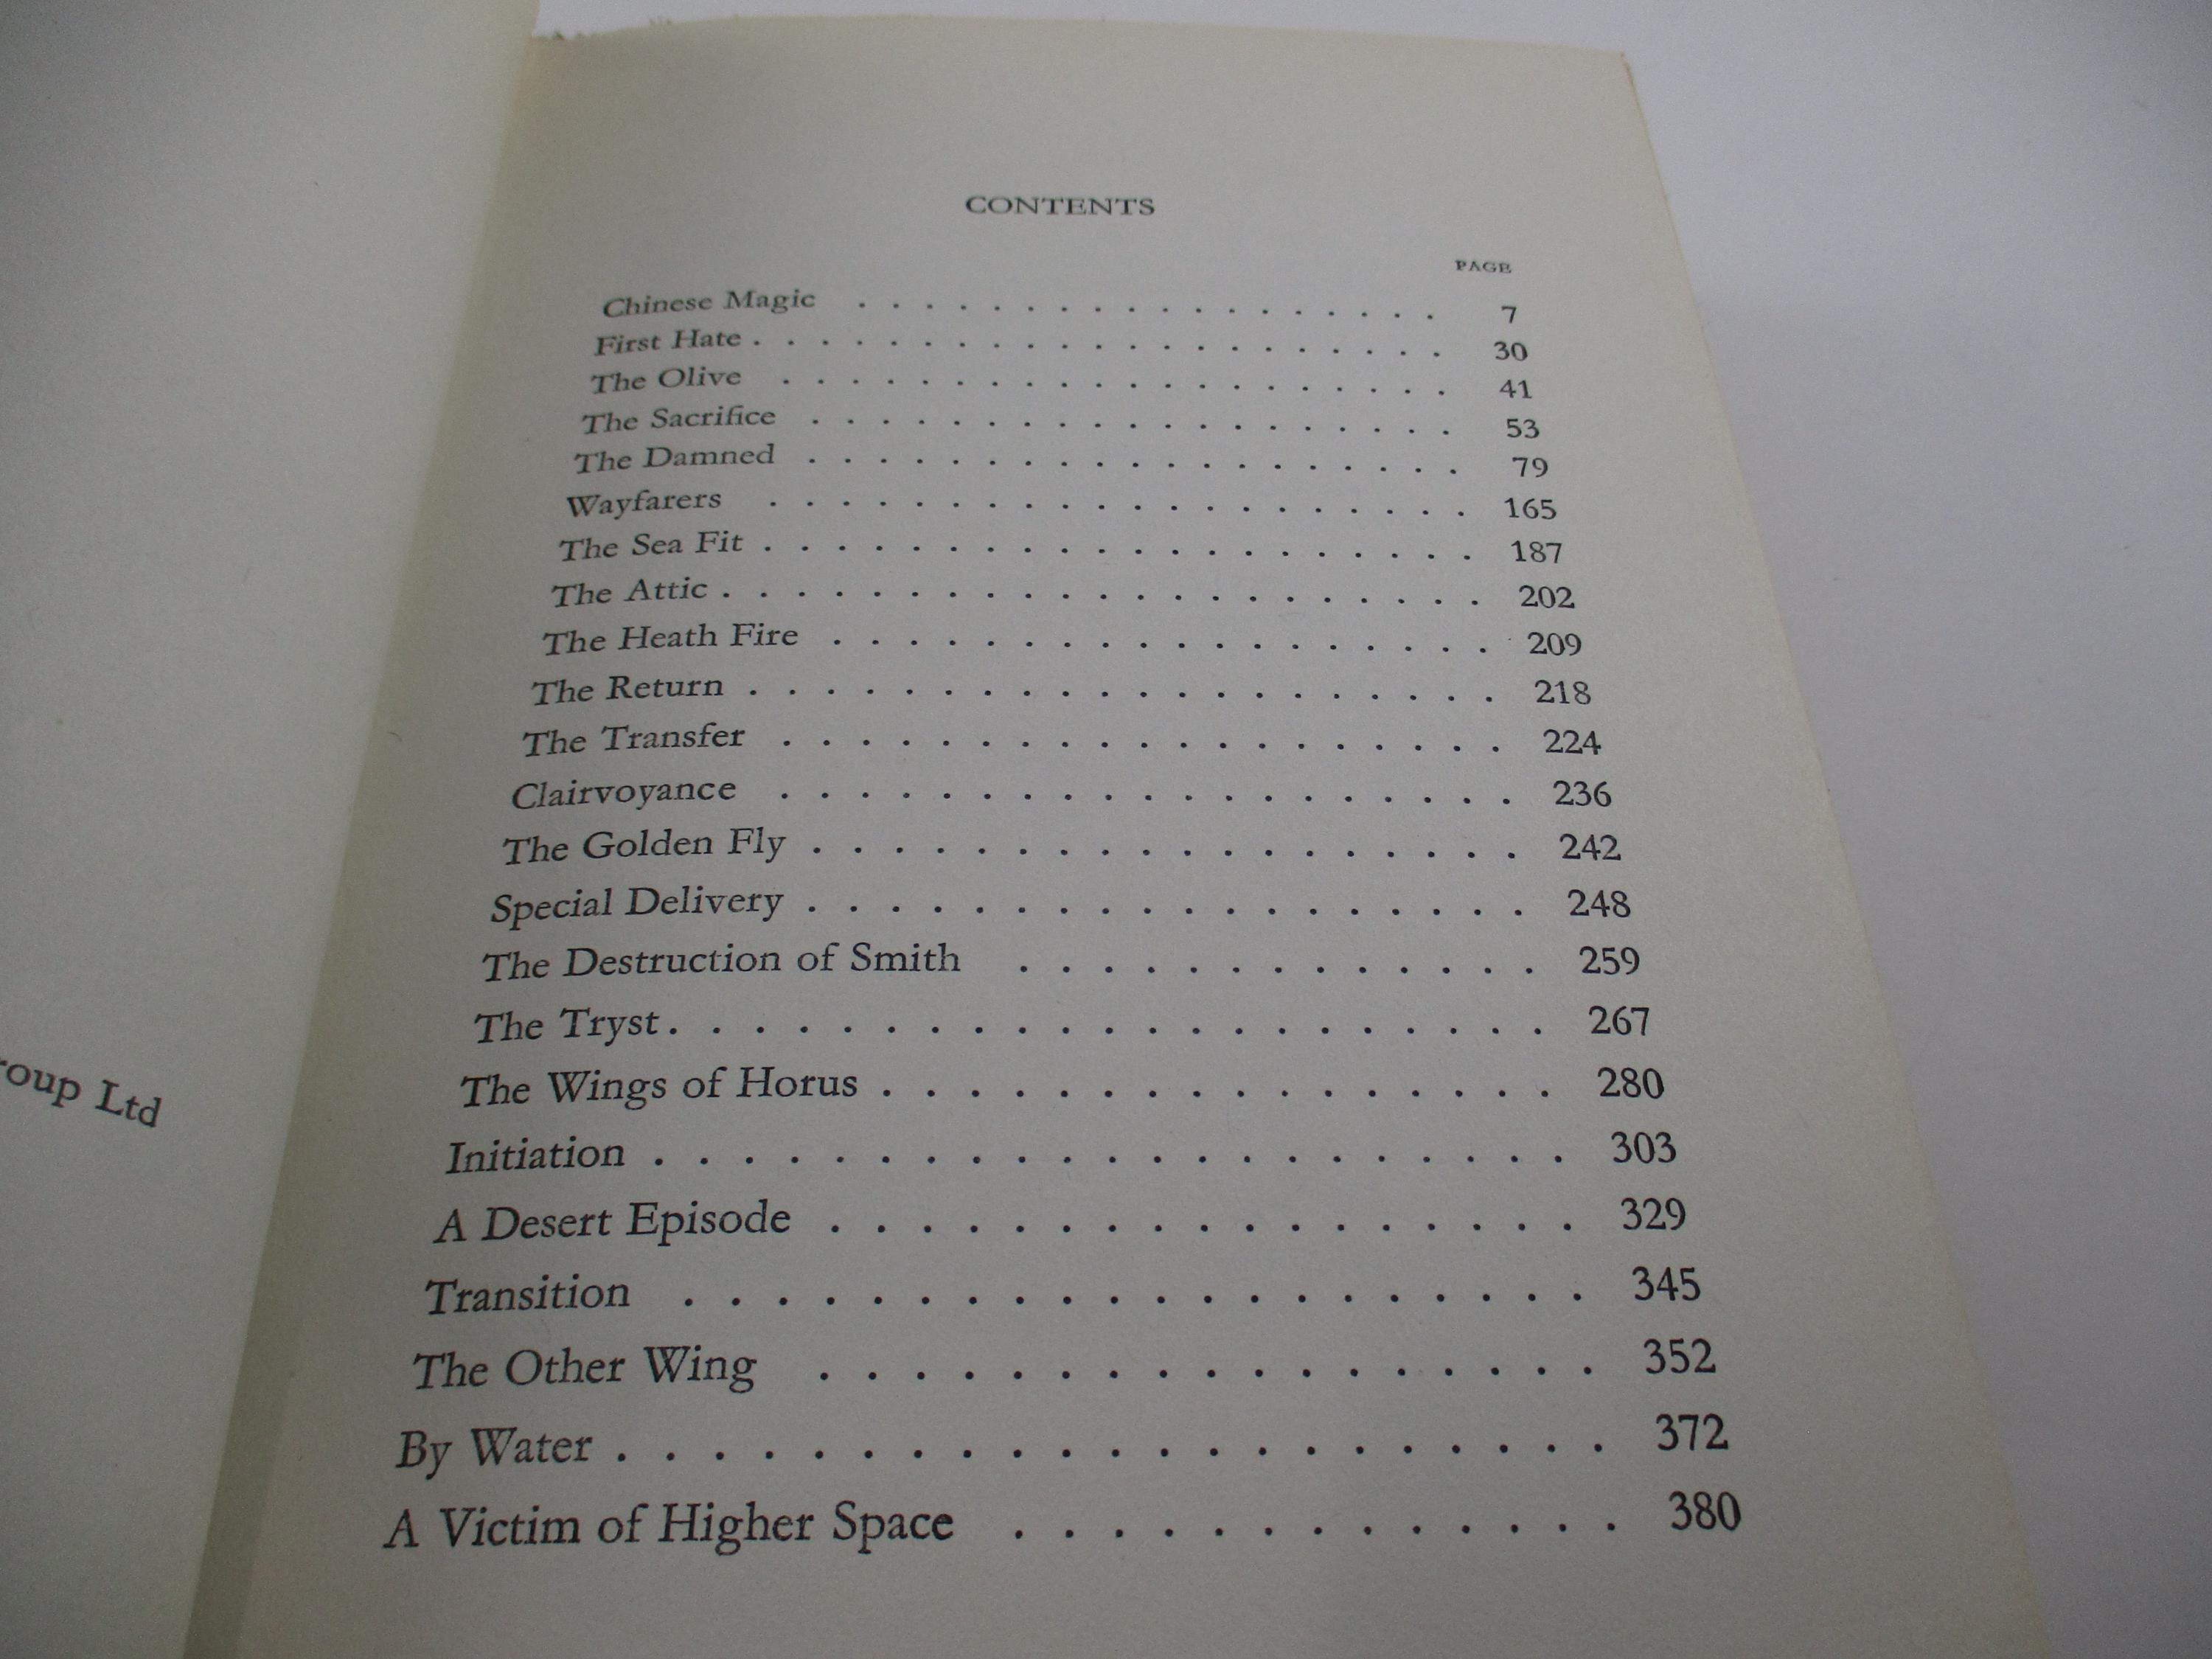 Ltd
CONTENTS
PAGE
Chinese Magic . . . . . . . . . . . . . . . . . . 7
First Hate . . . . . . . . . . . . . . . . . . . . . 30
The Olive . . . . . . . . . . . . . . . . . . . . 41
The Sacrifice . . . . . . . . . . . . . . . . . . . 53
The Damned . . . . . . . . . . . . . . . . . . . 79
Wayfarers . . . . . . . . . . . . . . . . . . . . 165
The Sea Fit . . . . . . . . . . . . . . . . . . . . 187
The Attic . . . . . . . . . . . . . . . . . . . . . 202
The Heath Fire . . . . . . . . . . . . . . . . . . 209
The Return . . . . . . . . . . . . . . . . . . . . 218
The Transfer . . . . . . . . . . . . . . . . . . . 224
Clairvoyance . . . . . . . . . . . . . . . . . . . 236
The Golden Fly . . . . . . . . . . . . . . . . . . 242
Special Delivery . . . . . . . . . . . . . . . . . . 248
The Destruction of Smith . . . . . . . . . . . . . 259
The Tryst . . . . . . . . . . . . . . . . . . . . . 267
The Wings of Horus . . . . . . . . . . . . . . . . 280
Initiation . . . . . . . . . . . . . . . . . . . . . 303
A Desert Episode . . . . . . . . . . . . . . . . . 329
Transition . . . . . . . . . . . . . . . . . . . . 345
The Other Wing . . . . . . . . . . . . . . . . . 352
By Water . . . . . . . . . . . . . . . . . . . . . 372
A Victim of Higher Space . . . . . . . . . . . . . 380